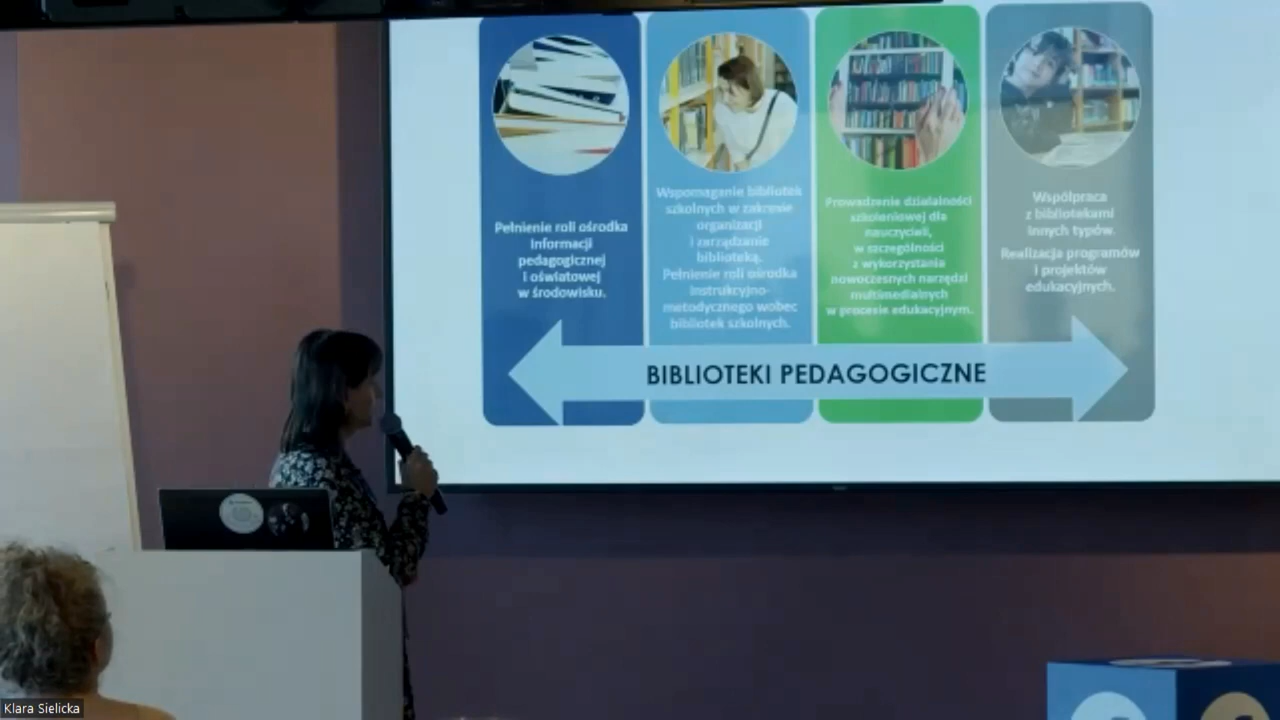 Pełnienie roli ośrodka
informacji
pedagogicznej
i oświatowej
w środowisku.
Wspomaganie bibliotek
szkolnych w zakresie
organizacji
i zarządzanie
biblioteką.
Pełnienie roli ośrodka
instrukcyjno-
metodycznego wobec
bibliotek szkolnych.
Prowadzenie działalności
szkoleniowej dla
nauczycieli,
w szczególności
z wykorzystania
nowoczesnych narzędzi
multimedialnych
w procesie edukacyjnym.
Współpraca
z bibliotekami
innych typów.
Realizacja programów
i projektów
edukacyjnych.
BIBLIOTEKI PEDAGOGICZNE
Klara Sielicka